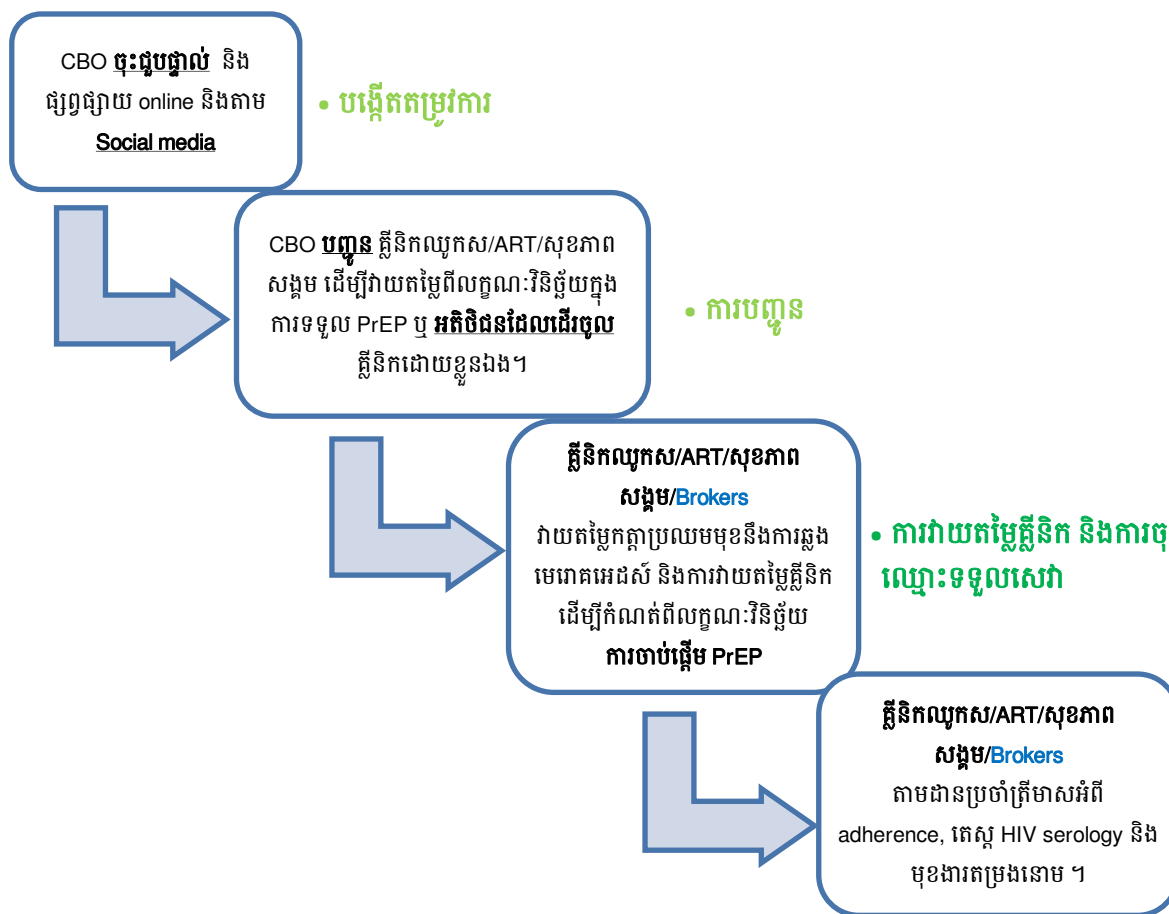 CBO ចុះជួបផ្ទាល់ និង
ផ្សព្វផ្សាយ online និងតាម
Social media
• បង្កើតតម្រូវការ
CBO បញ្ជូន គ្លីនិកឈូកស/ART/សុខភាព
សង្គម ដើម្បីវាយតម្លៃពីលក្ខណៈវិនិច្ឆ័យក្នុង
ការទទួល PrEP ឬ អតិថិជនដែលដើរចូល
គ្លីនិកដោយខ្លួនឯង។
• ការបញ្ជូន
គ្លីនិកឈូកស/ART/សុខភាព
សង្គម/Brokers
វាយតម្លៃកត្តាប្រឈមមុខនឹងការឆ្លង
មេរោគអេដស៍ និងការវាយតម្លៃគ្លីនិក
ដើម្បីកំណត់ពីលក្ខណៈវិនិច្ឆ័យ
ការចាប់ផ្តើម PrEP
• ការវាយតម្លៃគ្លីនិក និងការចុ
ឈ្មោះទទួលសេវា
គ្លីនិកឈូកស/ART/សុខភាព
សង្គម/Brokers
តាមដានប្រចាំត្រីមាសអំពី
adherence, តេស្ត HIV serology និង
មុខងារតម្រងនោម ។